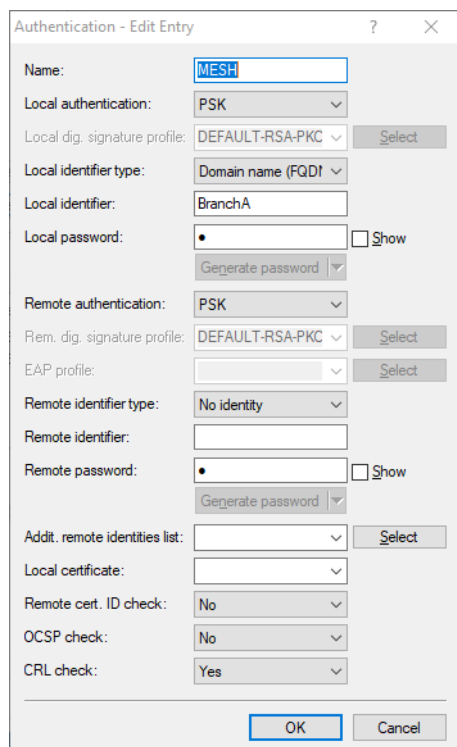 Authentication - Edit Entry ? ×
Name: MESH
Local authentication: PSK
Local dig. signature profile: DEFAULT-RSA-PKC Select
Local identifier type: Domain name (FQDN
Local identifier: BranchA
Local password: ● Show
Generate password
Remote authentication: PSK
Rem. dig. signature profile: DEFAULT-RSA-PKC Select
EAP profile: Select
Remote identifier type: No identity
Remote identifier:
Remote password: ● Show
Generate password
Addit. remote identities list: Select
Local certificate:
Remote cert. ID check: No
OCSP check: No
CRL check: Yes
OK Cancel